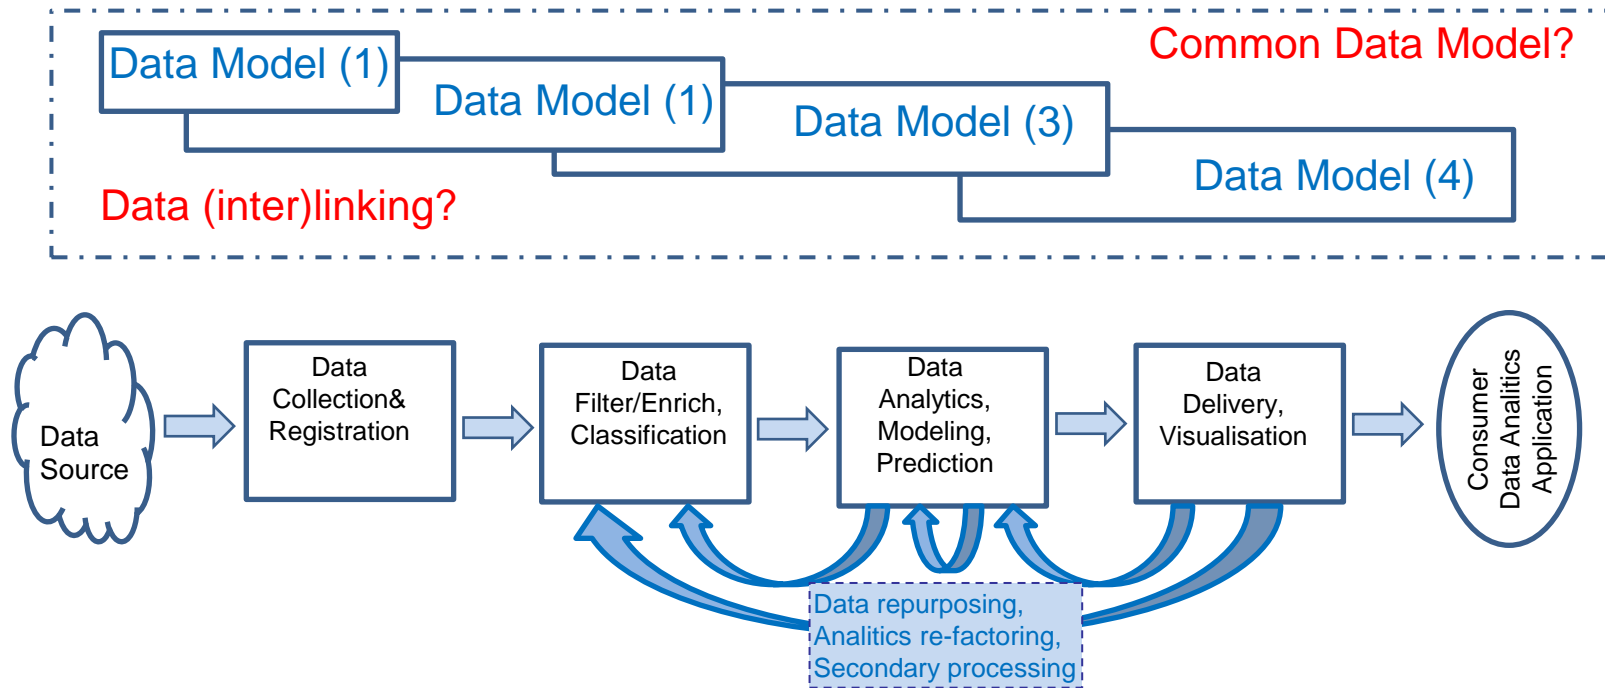 Data Model (1)
Common Data Model?
Data Model (1)
Data Model (3)
Data Model (4)
Data (inter)linking?
Data
Source
Data
Collection&
Registration
Data
Filter/Enrich,
Classification
Data
Analytics,
Modeling,
Prediction
Data
Delivery,
Visualisation
Consumer
Data Analitics
Application
Data repurposing,
Analitics re-factoring,
Secondary processing